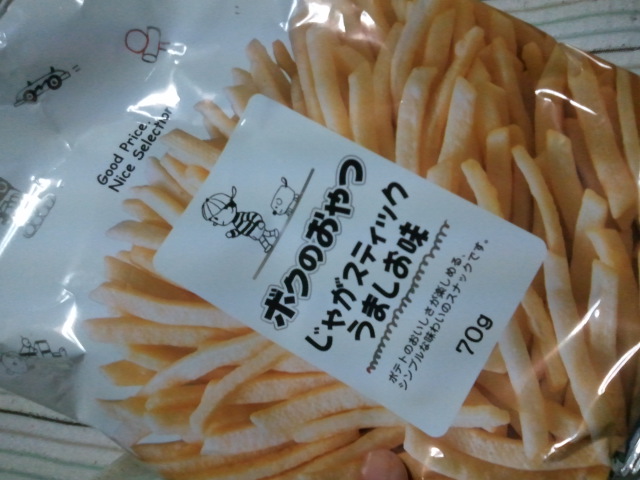 Good Price.
Nice Selection
ボクのおやつ
じゃがスティック
うましお味
ポテトのおいしさが楽しめる、
シンプルな味わいのスナックです。
70g